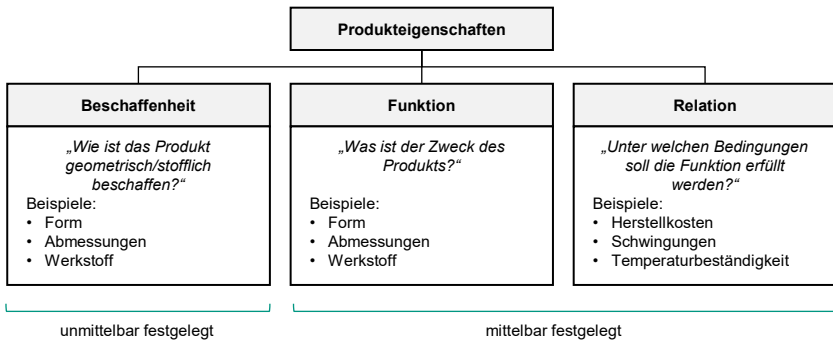 Produkteigenschaften
Beschaffenheit
„Wie ist das Produkt
geometrisch/stofflich
beschaffen?“
Beispiele:
• Form
• Abmessungen
• Werkstoff
Funktion
„Was ist der Zweck des
Produkts?“
Beispiele:
• Form
• Abmessungen
• Werkstoff
Relation
„Unter welchen Bedingungen
soll die Funktion erfüllt
werden?“
Beispiele:
• Herstellkosten
• Schwingungen
• Temperaturbeständigkeit
unmittelbar festgelegt
mittelbar festgelegt